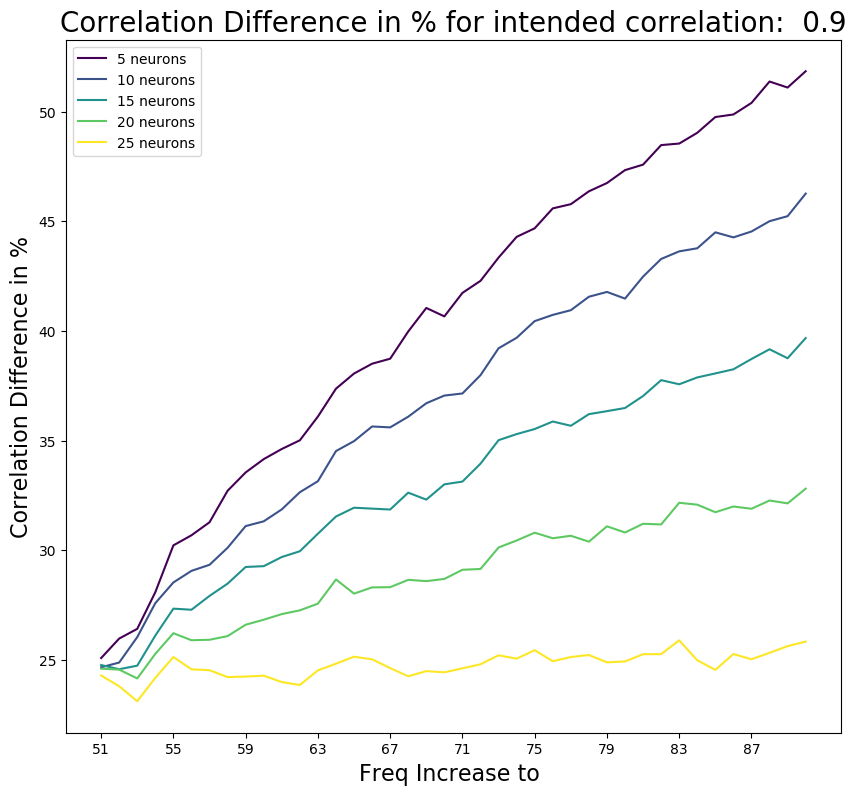 Correlation Difference in % for intended correlation:  0.9
5 neurons
10 neurons
15 neurons
20 neurons
25 neurons
Correlation Difference in %
50
45
40
35
30
25
51 55 59 63 67 71 75 79 83 87
Freq Increase to